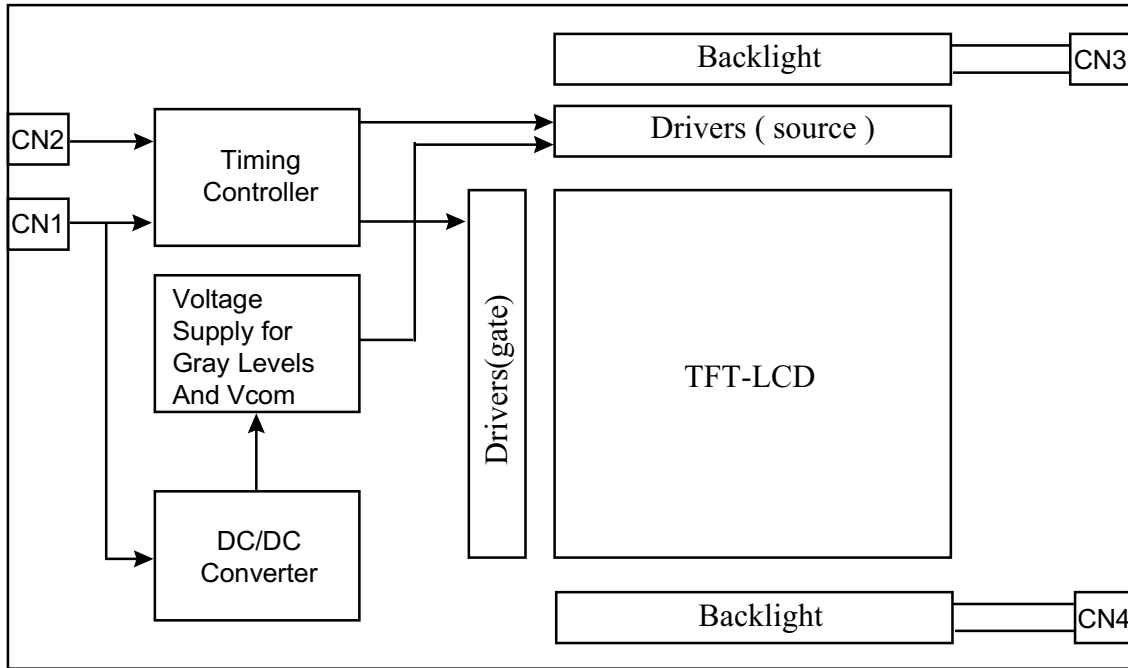 Backlight
CN3
Drivers ( source )
CN2
Timing
Controller
CN1
Voltage
Supply for
Gray Levels
And Vcom
Drivers(gate)
TFT-LCD
DC/DC
Converter
Backlight
CN4